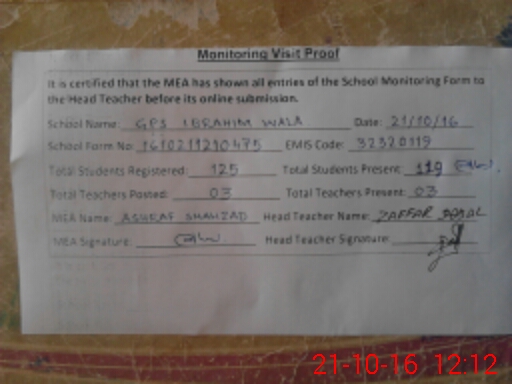 Monitoring Visit Proof
It is certified that the MEA has shown all entries of the School Monitoring Form to
the Head Teacher before its online submission.
School Name: GPS IBRAHIM WALA Date: 21/10/16
School Form No: EMIS Code: 32320119
Total Students Registered: 125 Total Students Present: 119
Total Teachers Posted: 03 Total Teachers Present: 03
MEA Name: ASHRAF SHAHZAD Head Teacher Name: ZAFFAR
MEA Signature: Head Teacher Signature:
21-10-16 12:12